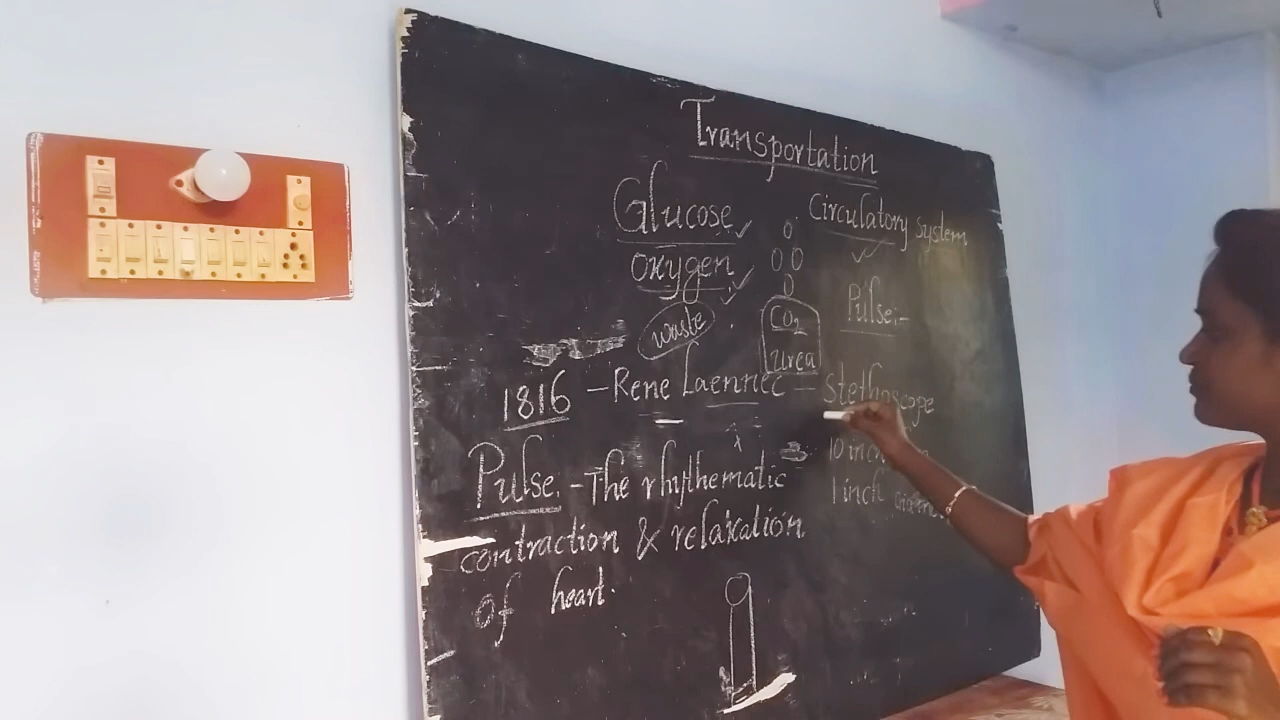 Transportation
Glucose
Oxygen
waste
CO2
Urea
Circulatory System
Pulse:-
1816 - Rene Laennec - Stethoscope
10 inch
1 inch
Pulse: - The rhythematic
contraction & relaxation
of heart.